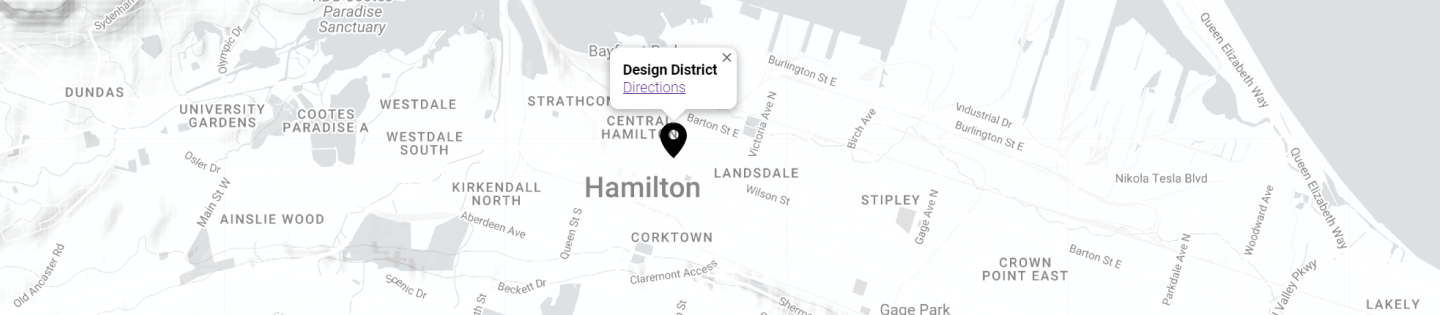 Paradise
Sanctuary
Sydenham
Olympic Dr
DUNDAS
UNIVERSITY
GARDENS
COOTES
PARADISE A
WESTDALE
WESTDALE
SOUTH
Osler Dr
Main St W
AINSLIE WOOD
Old Ancaster Rd
KIRKENDALL
NORTH
Aberdeen Ave
Scenic Dr
Beckett Dr
Queen St S
Design District
Directions
CENTRAL
HAMILTON
Barton St E
Hamilton
LANDSDALE
Wilson St
Victoria Ave N
Burlington St E
Birch Ave
CORKTOWN
Claremont Access
STIPLEY
Gage Ave N
Gage Park
Industrial Dr
Burlington St E
CROWN
POINT EAST
Barton St E
Nikola Tesla Blvd
Parkdale Ave N
Woodward Ave
Valley Pkwy
Queen Elizabeth Way
Queen Elizabeth Way
LAKELY